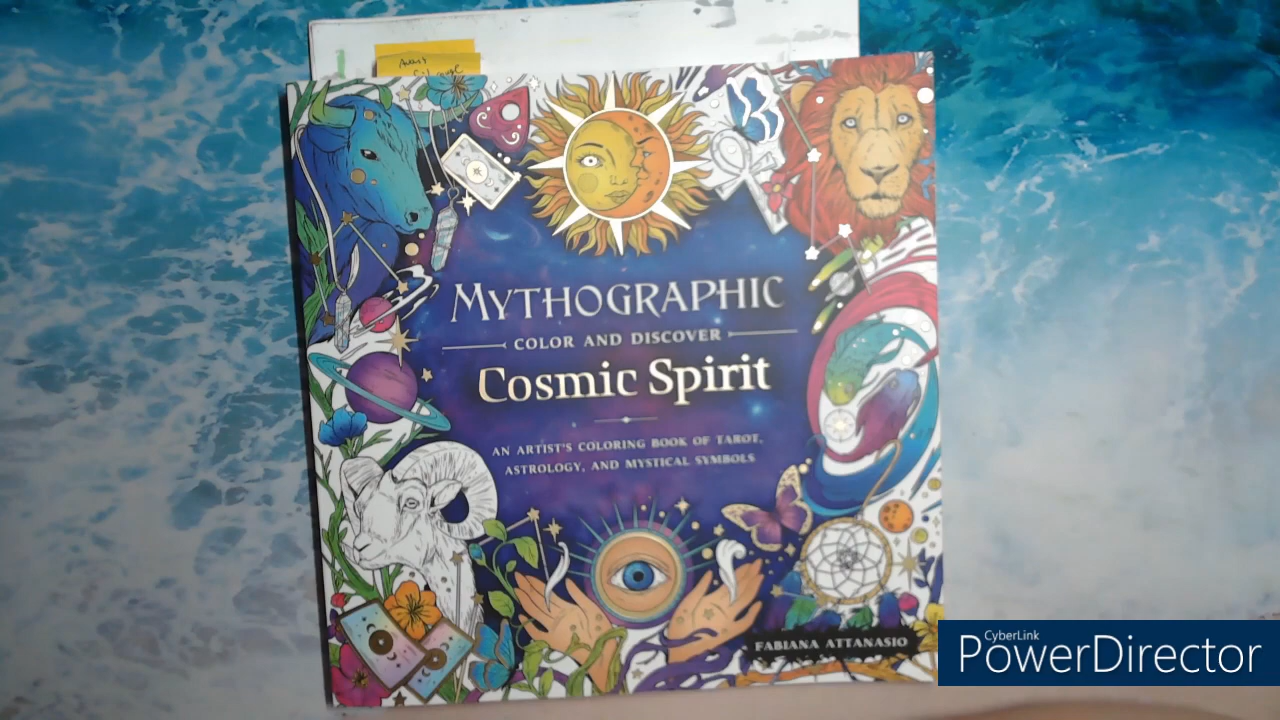 MYTHOGRAPHIC
COLOR AND DISCOVER
Cosmic Spirit
AN ARTIST'S COLORING BOOK OF TAROT,
ASTROLOGY, AND MYSTICAL SYMBOLS
FABIANA ATTANASIO
CyberLink
PowerDirector